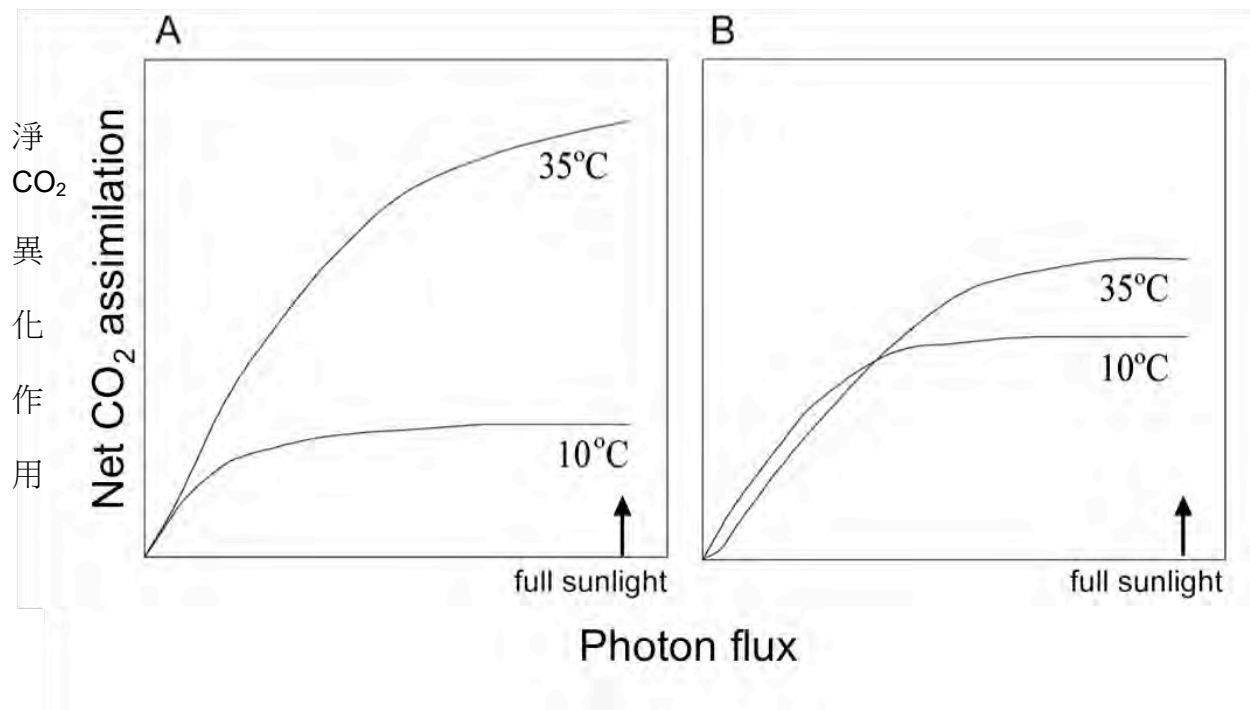 A
B
淨
CO₂
異
化
作
用
Net CO₂ assimilation
35°C
10°C
35°C
10°C
full sunlight
full sunlight
Photon flux